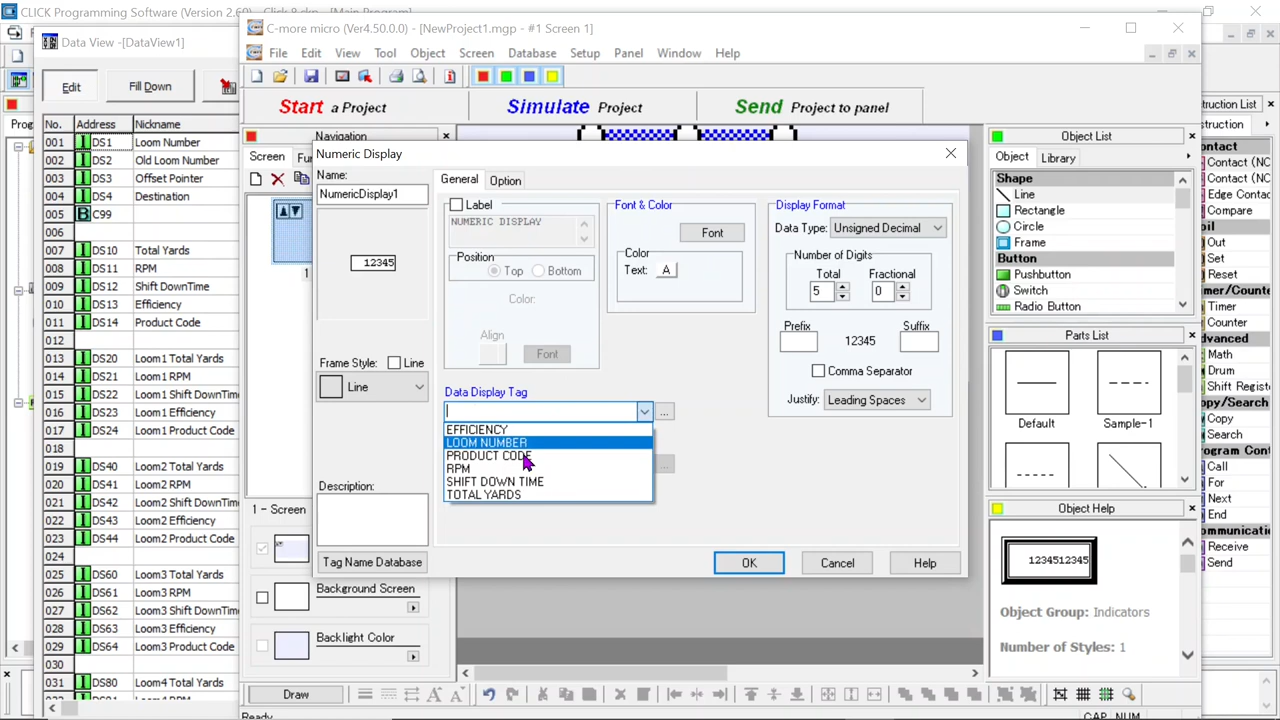 CLICK Programming Software (Version 2.60
Data View -[DataView1]
Edit
Fill Down
No. Address Nickname
001 DS1 Loom Number
002 DS2 Old Loom Number
003 DS3 Offset Pointer
004 DS4 Destination
005 C99
006
007 DS10 Total Yards
008 DS11 RPM
009 DS12 Shift DownTime
010 DS13 Efficiency
011 DS14 Product Code
012
013 DS20 Loom1 Total Yards
014 DS21 Loom1 RPM
015 DS22 Loom1 Shift DownTime
016 DS23 Loom1 Efficiency
017 DS24 Loom1 Product Code
018
019 DS40 Loom2 Total Yards
020 DS41 Loom2 RPM
021 DS42 Loom2 Shift DownTime
022 DS43 Loom2 Efficiency
023 DS44 Loom2 Product Code
024
025 DS60 Loom3 Total Yards
026 DS61 Loom3 RPM
027 DS62 Loom3 Shift DownTime
028 DS63 Loom3 Efficiency
029 DS64 Loom3 Product Code
030
031 DS80 Loom4 Total Yards
C-more micro (Ver4.50.0.0) - [NewProject1.mgp - #1 Screen 1]
File Edit View Tool Object Screen Database Setup Panel Window Help
Start a Project
Simulate Project
Send Project to panel
Navigation
Screen
1
1 - Screen
Background Screen
Backlight Color
Draw
Ready
CAP NUM
Numeric Display
Name:
NumericDisplay1
12345
Frame Style: Line
Line
Description:
Tag Name Database
General Option
Label
NUMERIC DISPLAY
Position
Top Bottom
Color:
Align
Font
Font & Color
Font
Color
Text: A
Display Format
Data Type: Unsigned Decimal
Number of Digits
Total Fractional
5 0
Prefix Suffix
12345
Comma Separator
Justify: Leading Spaces
Data Display Tag
...
EFFICIENCY
LOOM NUMBER
PRODUCT CODE
RPM
SHIFT DOWN TIME
TOTAL YARDS
OK Cancel Help
Object List
Object Library
Shape
Line
Rectangle
Circle
Frame
Button
Pushbutton
Switch
Radio Button
Parts List
Default Sample-1
Object Help
1234512345
Object Group: Indicators
Number of Styles: 1
Out
Set
Reset
Timer
Counter
Math
Drum
Copy
Search
Call
For
Next
End
Receive
Send